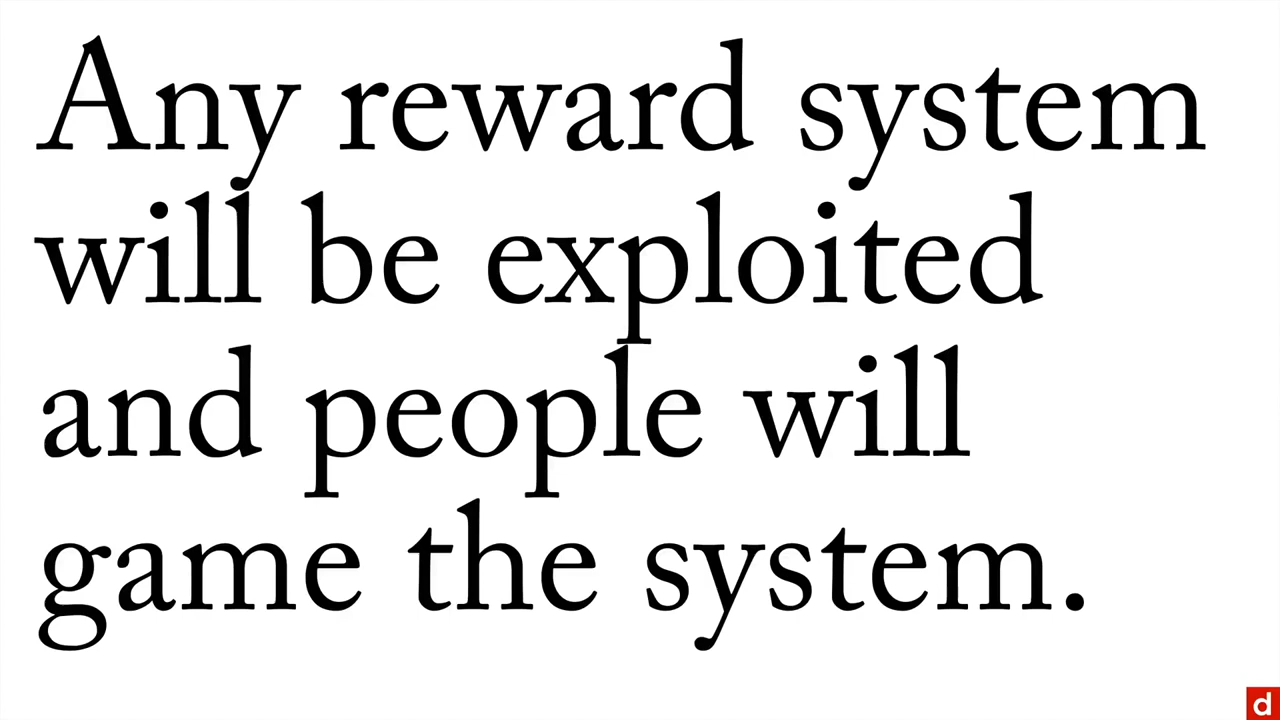 Any reward system
will be exploited
and people will
game the system.
d